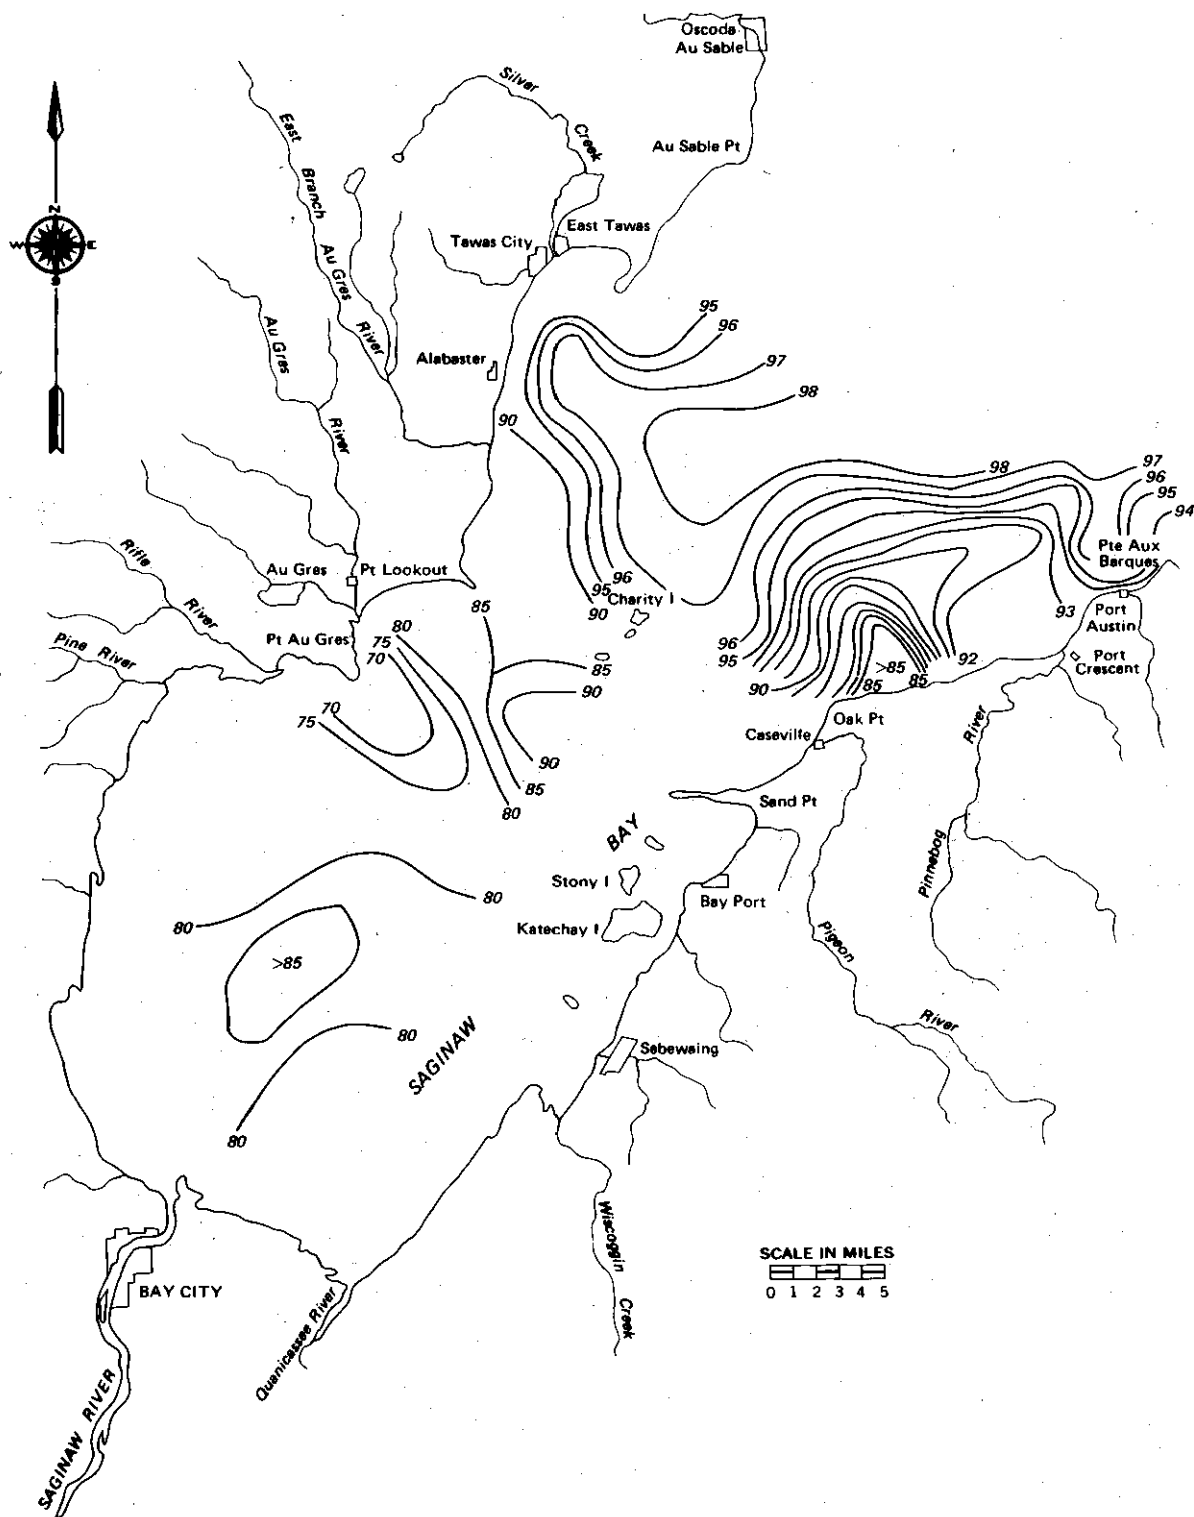 Oscoda
Au Sable
Silver
Creek
East
Branch
Au Gres
River
Au Sable Pt
N
W
E
S
East Tawas
Tawas City
Au Gres
River
Alabaster
95
96
97
98
90
98
97
96
95
94
Rifle
River
Au Gres
Pt Lookout
Pte Aux
Barques
96
95
90
Charity I
85
93
Port
Austin
Pine River
Pt Au Gres
80
75
70
96
95
90
>85
85
85
92
Port
Crescent
85
90
70
75
90
85
80
Oak Pt
Caseville
River
Pinnebog
Sand Pt
BAY
Stony I
Bay Port
Katechay I
80
80
>85
80
80
SAGINAW
Pigeon
River
Sebewaing
Wiscoggin
Creek
SCALE IN MILES
0 1 2 3 4 5
BAY CITY
Quanicassee River
SAGINAW RIVER